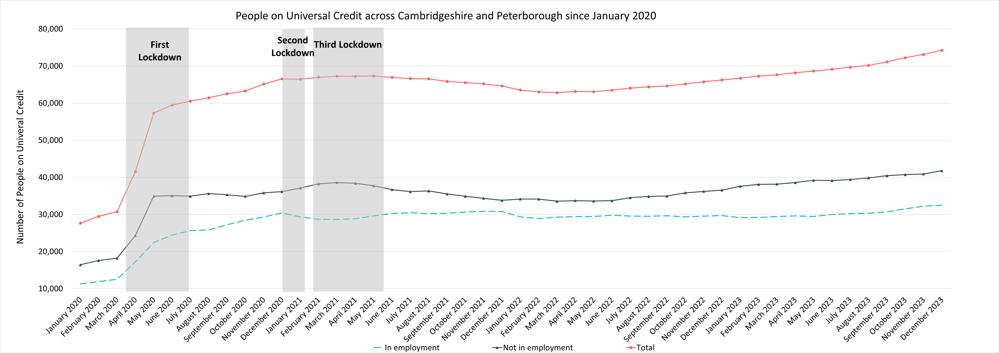 People on Universal Credit across Cambridgeshire and Peterborough since January 2020
Number of People on Univeral Credit
80,000
70,000
60,000
50,000
40,000
30,000
20,000
10,000
First
Lockdown
Second
Lockdown
Third Lockdown
January 2020
February 2020
March 2020
April 2020
May 2020
June 2020
July 2020
August 2020
September 2020
October 2020
November 2020
December 2020
January 2021
February 2021
March 2021
April 2021
May 2021
June 2021
July 2021
August 2021
September 2021
October 2021
November 2021
December 2021
January 2022
February 2022
March 2022
April 2022
May 2022
June 2022
July 2022
August 2022
September 2022
October 2022
November 2022
December 2022
January 2023
February 2023
March 2023
April 2023
May 2023
June 2023
July 2023
August 2023
September 2023
October 2023
November 2023
December 2023
In employment
Not in employment
Total